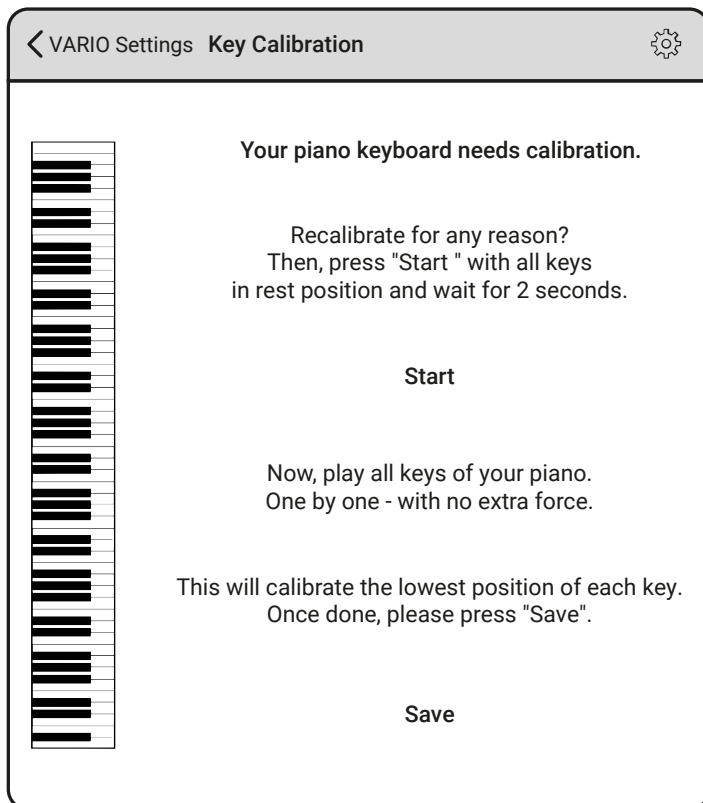 VARIO Settings Key Calibration
Your piano keyboard needs calibration.
Recalibrate for any reason?
Then, press "Start " with all keys
in rest position and wait for 2 seconds.
Start
Now, play all keys of your piano.
One by one - with no extra force.
This will calibrate the lowest position of each key.
Once done, please press "Save".
Save